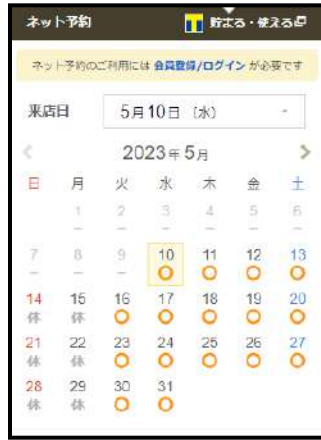 ネット予約 T 貯まる・使える
ネット予約のご利用には 会員登録/ログイン が必要です
来店日 5月10日 (水)
< 2023年5月 >
日 月 火 水 木 金 土
1 2 3 4 5 6
− − − − − −
7 8 9 10 11 12 13
− − − ○ ○ ○ ○
14 15 16 17 18 19 20
休 休 ○ ○ ○ ○ ○
21 22 23 24 25 26 27
休 休 ○ ○ ○ ○ ○
28 29 30 31
休 休 ○ ○